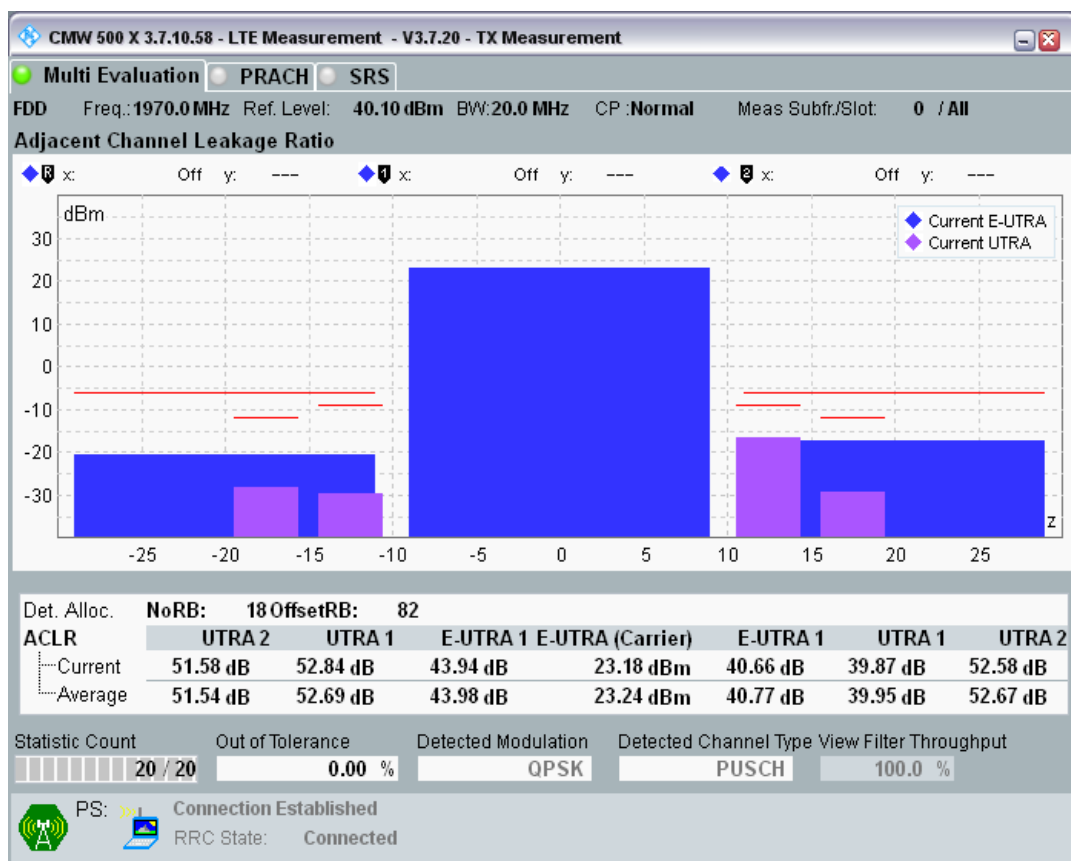 CMW 500 X 3.7.10.58 - LTE Measurement - V3.7.20 - TX Measurement
Multi Evaluation PRACH SRS
FDD Freq.: 1970.0 MHz Ref. Level: 40.10 dBm BW: 20.0 MHz CP : Normal Meas Subfr./Slot: 0 / All
Adjacent Channel Leakage Ratio
R x: Off y: --- 1 x: Off y: --- 2 x: Off y: ---
dBm
Current E-UTRA
Current UTRA
30
20
10
0
-10
-20
-30
z
-25 -20 -15 -10 -5 0 5 10 15 20 25
Det. Alloc. NoRB: 18 OffsetRB: 82
ACLR UTRA 2 UTRA 1 E-UTRA 1 E-UTRA (Carrier) E-UTRA 1 UTRA 1 UTRA 2
Current 51.58 dB 52.84 dB 43.94 dB 23.18 dBm 40.66 dB 39.87 dB 52.58 dB
Average 51.54 dB 52.69 dB 43.98 dB 23.24 dBm 40.77 dB 39.95 dB 52.67 dB
Statistic Count Out of Tolerance Detected Modulation Detected Channel Type View Filter Throughput
20 / 20 0.00 % QPSK PUSCH 100.0 %
PS: Connection Established
RRC State: Connected